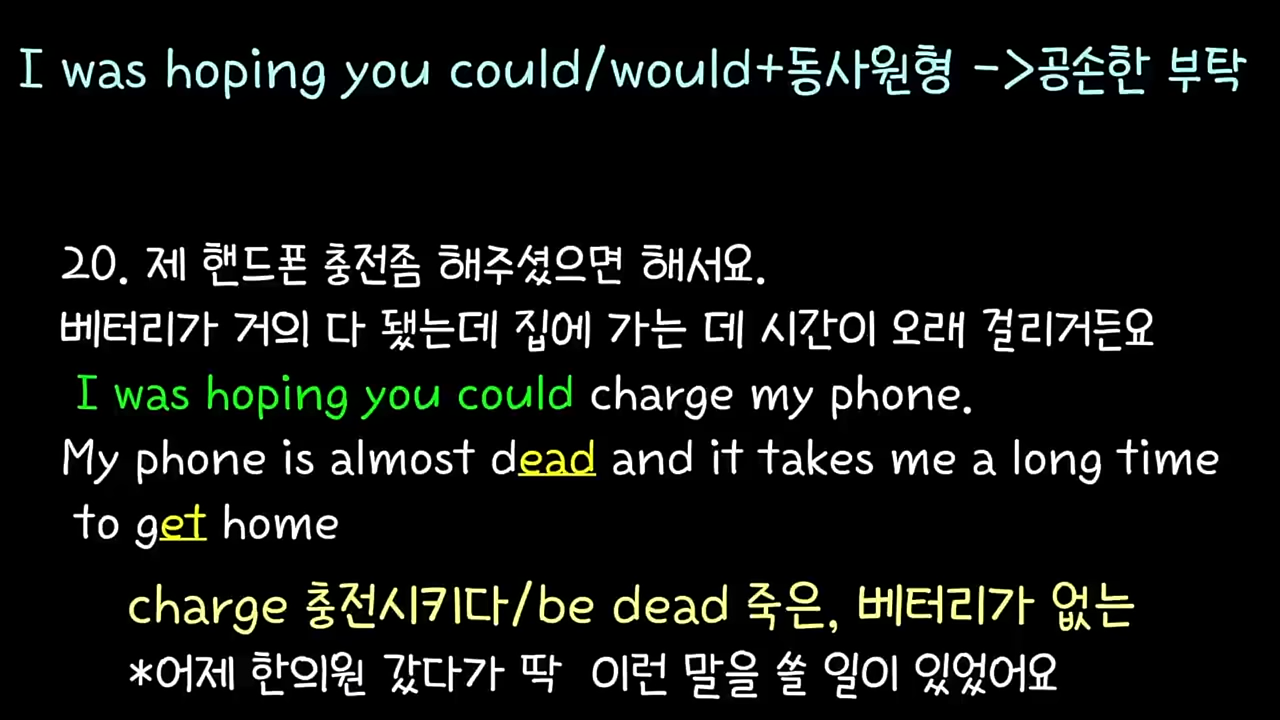 I was hoping you could/would+동사원형 ->공손한 부탁
20. 제 핸드폰 충전좀 해주셨으면 해서요.
베터리가 거의 다 됐는데 집에 가는 데 시간이 오래 걸리거든요
I was hoping you could charge my phone.
My phone is almost dead and it takes me a long time
to get home
charge 충전시키다/be dead 죽은, 베터리가 없는
*어제 한의원 갔다가 딱 이런 말을 쓸 일이 있었어요